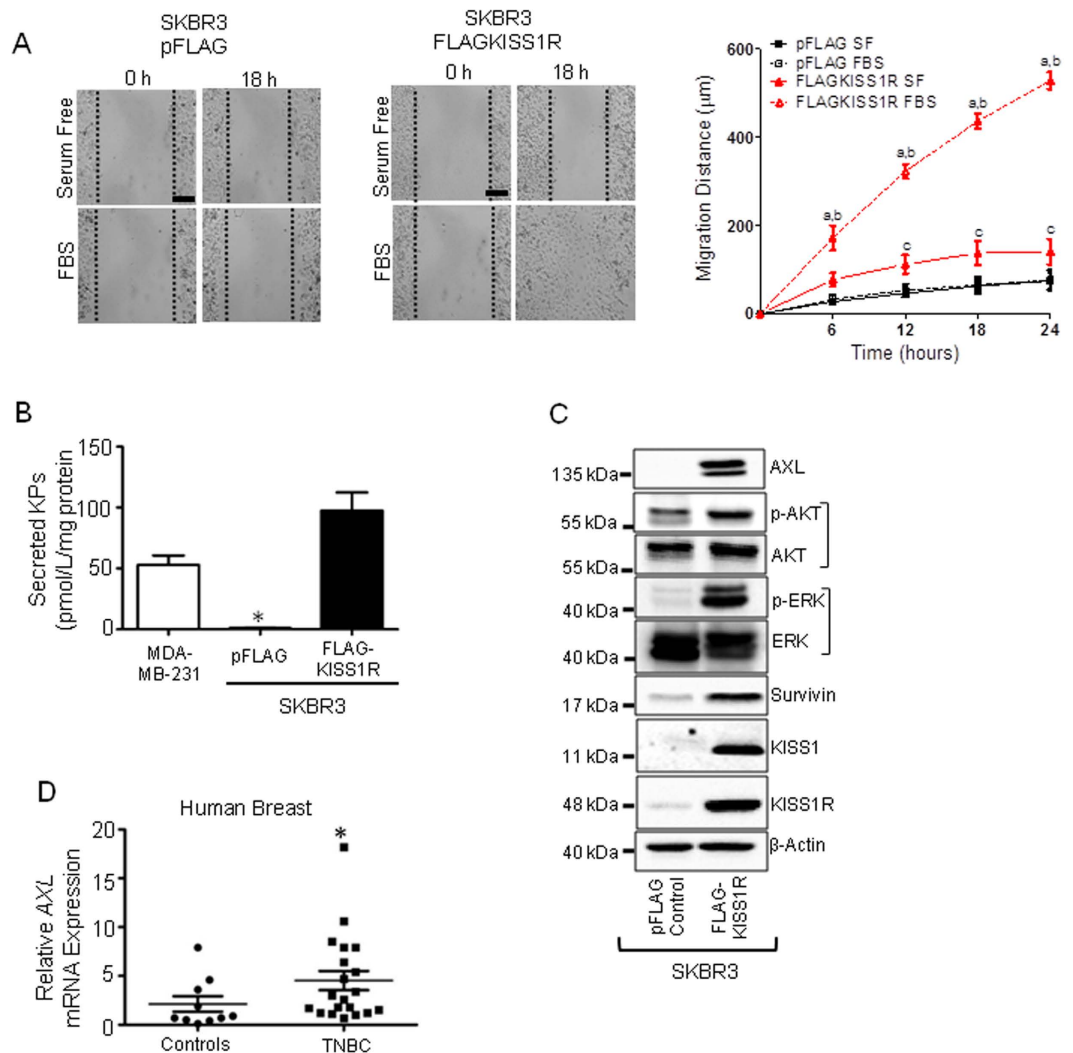 A
SKBR3
pFLAG
0 h
18 h
Serum Free
FBS
SKBR3
FLAGKISS1R
0 h
18 h
Serum Free
FBS
pFLAG SF
pFLAG FBS
FLAGKISS1R SF
FLAGKISS1R FBS
600
400
200
0
Migration Distance (μm)
a,b
a,b
a,b
a,b
c
c
c
6
12
18
24
Time (hours)
B
150
100
50
0
Secreted KPs
(pmol/L/mg protein)
*
MDA-
MB-231
pFLAG
FLAG-
KISS1R
SKBR3
C
135 kDa
AXL
55 kDa
p-AKT
55 kDa
AKT
40 kDa
p-ERK
40 kDa
ERK
17 kDa
Survivin
11 kDa
KISS1
48 kDa
KISS1R
40 kDa
β-Actin
pFLAG
Control
FLAG-
KISS1R
SKBR3
D
Human Breast
20
15
10
5
0
Relative AXL
mRNA Expression
*
Controls
TNBC